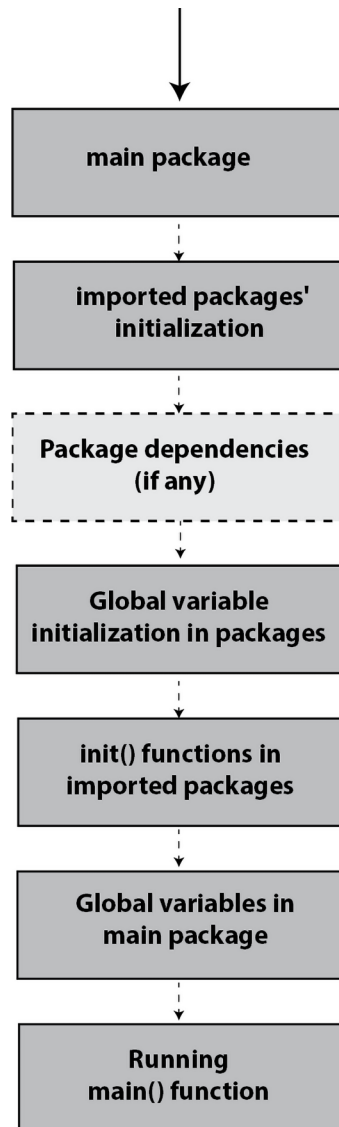 main package
imported packages'
initialization
Package dependencies
(if any)
Global variable
initialization in packages
init() functions in
imported packages
Global variables in
main package
Running
main() function